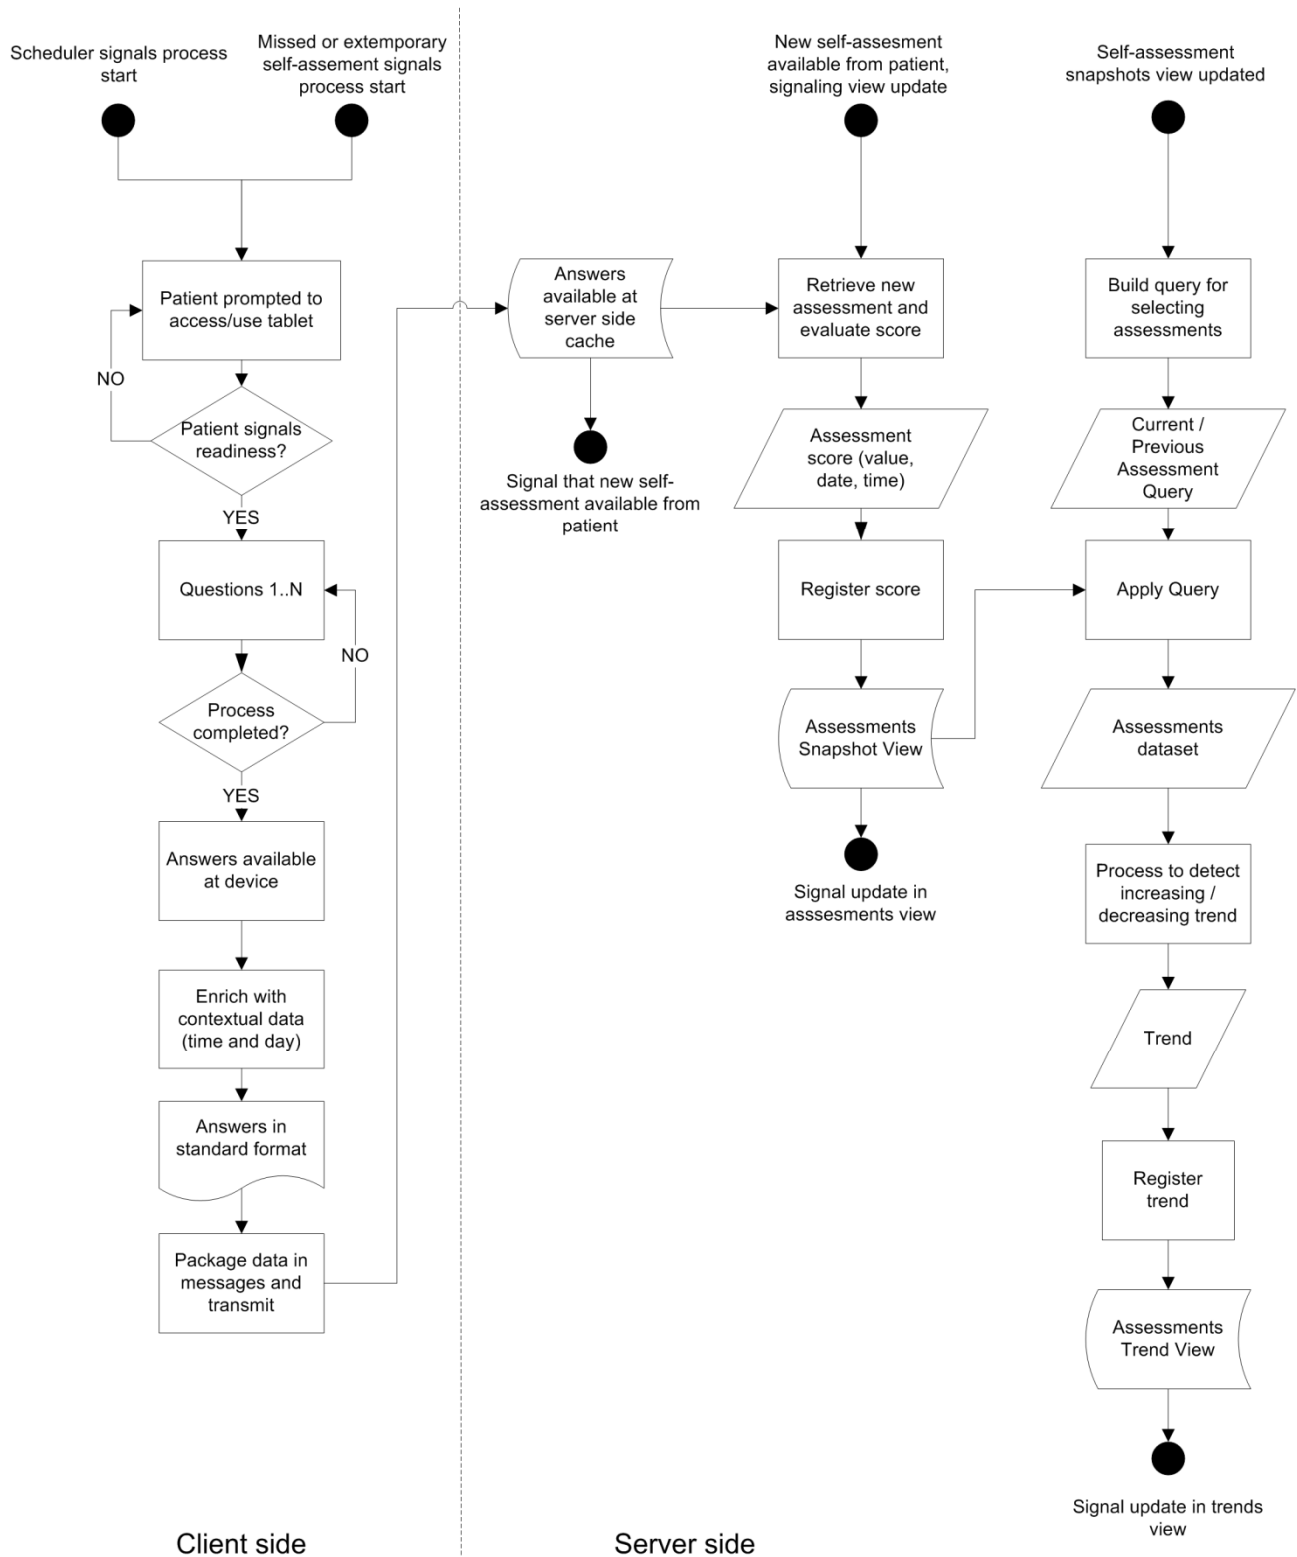 Scheduler signals process
start
Missed or extemporary
self-assement signals
process start
Patient prompted to
access/use tablet
NO
Patient signals
readiness?
YES
Questions 1..N
NO
Process
completed?
YES
Answers available
at device
Enrich with
contextual data
(time and day)
Answers in
standard format
Package data in
messages and
transmit
Client side
Answers
available at
server side
cache
Signal that new self-
assessment available from
patient
New self-assesment
available from patient,
signaling view update
Retrieve new
assessment and
evaluate score
Assessment
score (value,
date, time)
Register score
Assessments
Snapshot View
Signal update in
asssesments view
Self-assessment
snapshots view updated
Build query for
selecting
assessments
Current /
Previous
Assessment
Query
Apply Query
Assessments
dataset
Process to detect
increasing /
decreasing trend
Trend
Register
trend
Assessments
Trend View
Signal update in trends
view
Server side